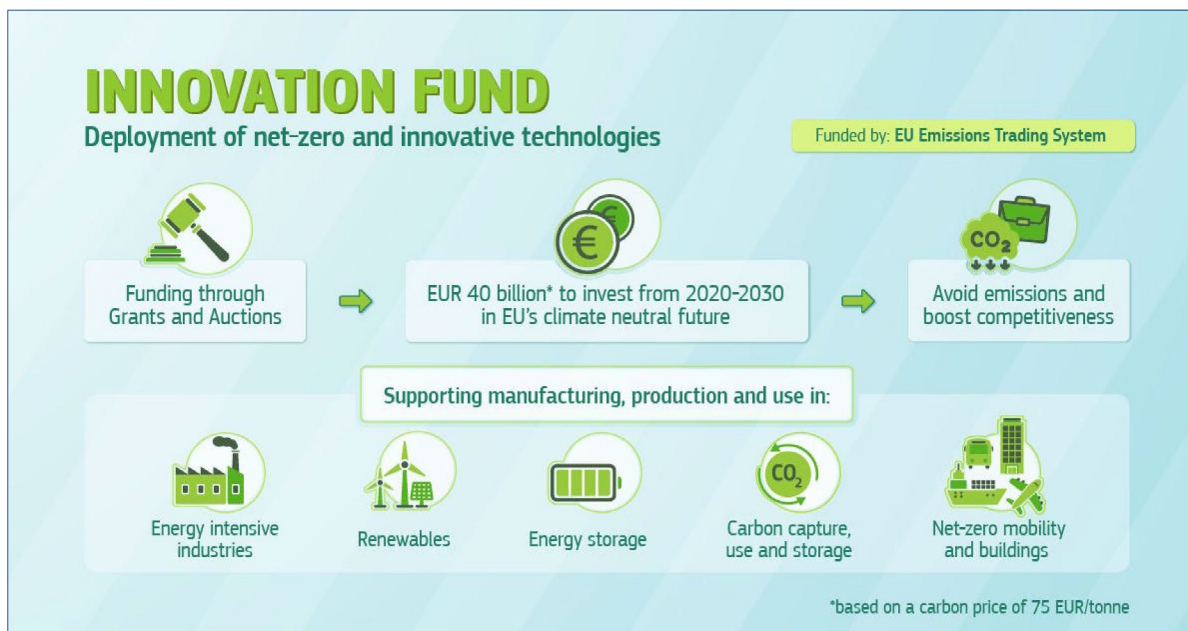 INNOVATION FUND
Deployment of net-zero and innovative technologies
Funded by: EU Emissions Trading System
Funding through
Grants and Auctions
€
€
EUR 40 billion* to invest from 2020-2030
in EU's climate neutral future
CO₂
Avoid emissions and
boost competitiveness
Supporting manufacturing, production and use in:
Energy intensive
industries
Renewables
Energy storage
CO₂
Carbon capture,
use and storage
Net-zero mobility
and buildings
*based on a carbon price of 75 EUR/tonne